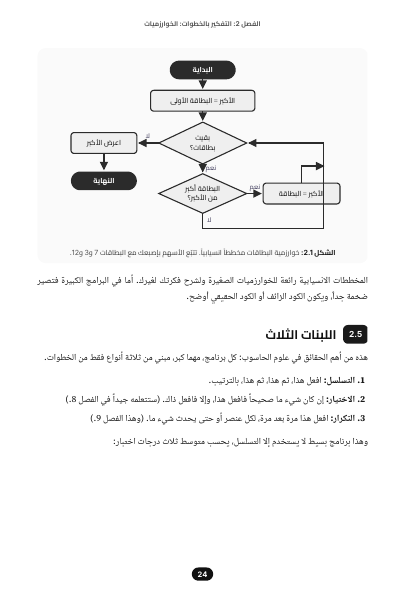 الفصل 2: التفكير بالخطوات: الخوارزميات
البداية
الأكبر = البطاقة الأولى
بقيت
بطاقات؟
لا
اعرض الأكبر
النهاية
نعم
البطاقة أكبر
من الأكبر؟
نعم
الأكبر = البطاقة
لا
الشكل 2.1: خوارزمية البطاقات مخططاً انسيابياً. تتبّع الأسهم بإصبعك مع البطاقات 7 و3 و12.
المخططات الانسيابية رائعة للخوارزميات الصغيرة ولشرح فكرتك لغيرك. أما في البرامج الكبيرة فتصير
ضخمة جداً، ويكون الكود الزائف أو الكود الحقيقي أوضح.
2.5 اللبنات الثلاث
هذه من أهم الحقائق في علوم الحاسوب: كل برنامج، مهما كبر، مبني من ثلاثة أنواع فقط من الخطوات.
1. التسلسل: افعل هذا، ثم هذا، ثم هذا، بالترتيب.
2. الاختيار: إن كان شيء ما صحيحاً فافعل هذا، وإلا فافعل ذاك. (ستتعلمه جيداً في الفصل 8.)
3. التكرار: افعل هذا مرة بعد مرة، لكل عنصر أو حتى يحدث شيء ما. (وهذا الفصل 9.)
وهذا برنامج بسيط لا يستخدم إلا التسلسل، يحسب متوسط ثلاث درجات اختبار:
24